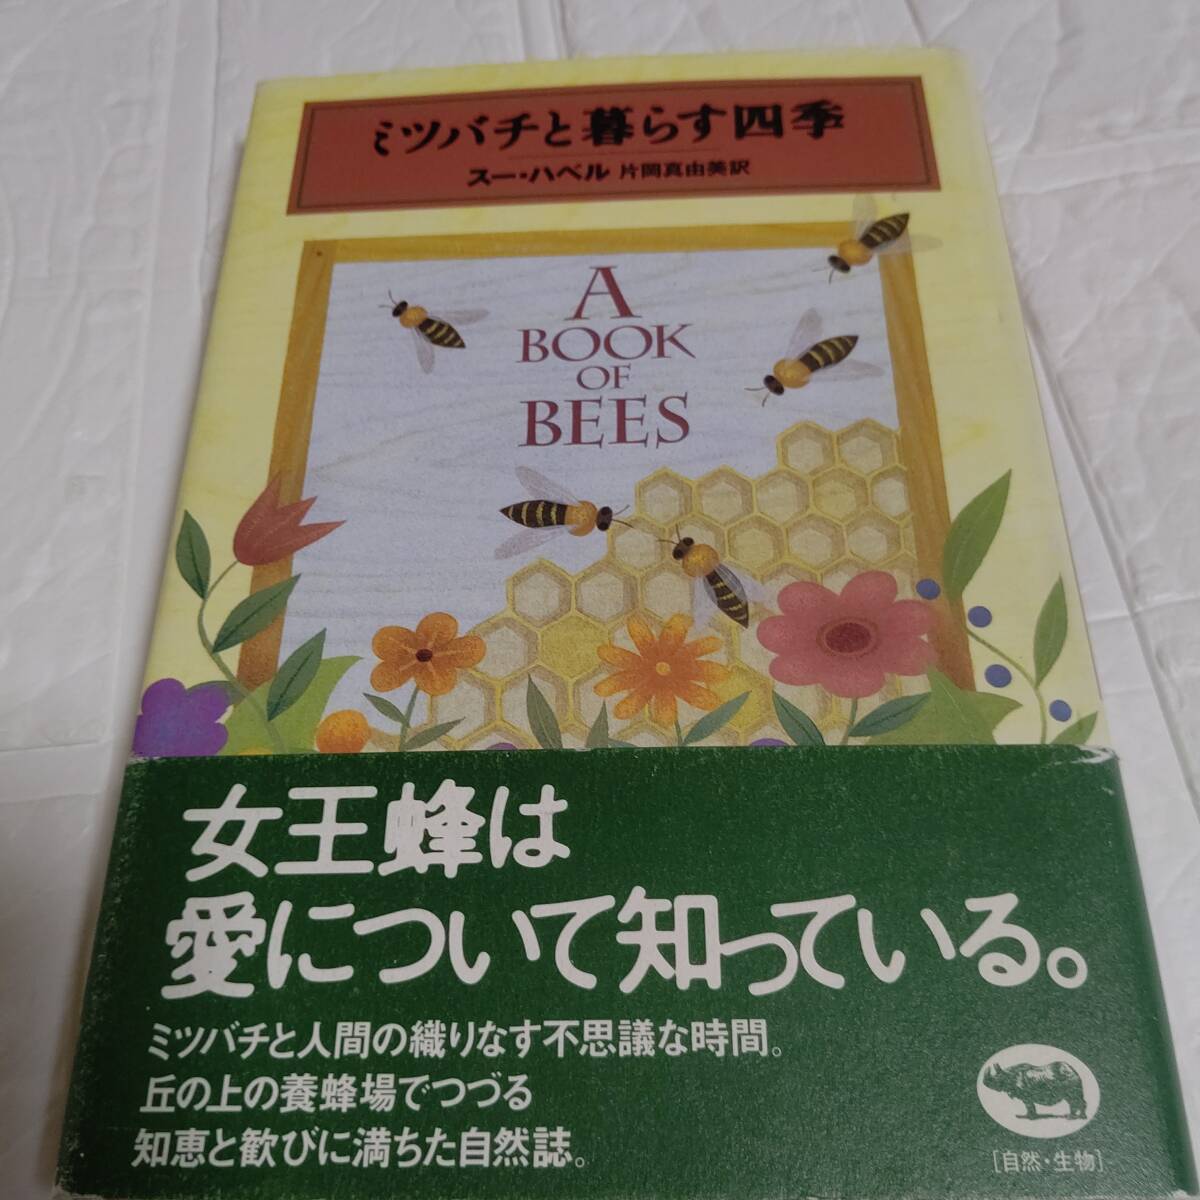 ミツバチと暮らす四季
スー・ハベル 片岡真由美訳
A
BOOK
OF
BEES
女王蜂は
愛について知っている。
ミツバチと人間の織りなす不思議な時間。
丘の上の養蜂場でつづる
知恵と歓びに満ちた自然誌。
[自然・生物]